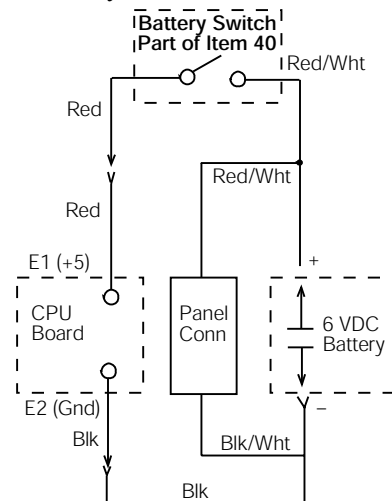 Battery Switch
Part of Item 40
Red/Wht
Red
Red/Wht
Red
E1 (+5)
+
CPU
Board
Panel
Conn
6 VDC
Battery
E2 (Gnd)
–
Blk
Blk/Wht
Blk